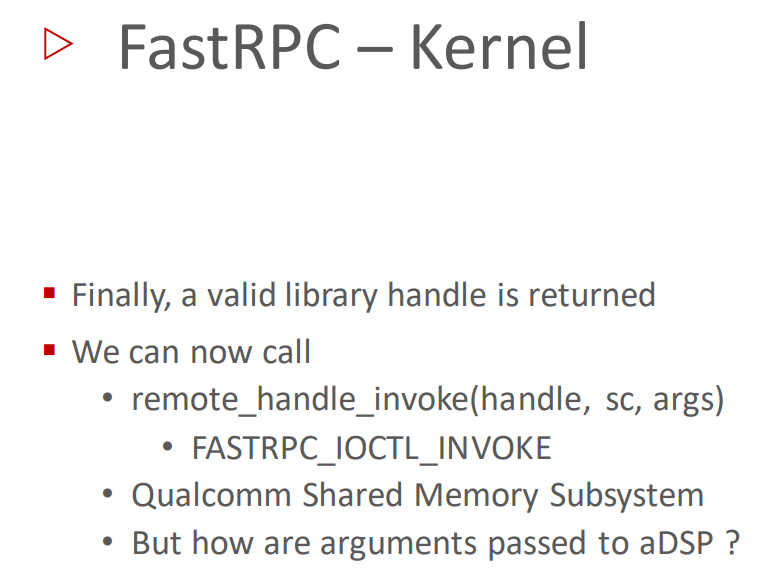 FastRPC – Kernel
Finally, a valid library handle is returned
We can now call
remote_handle_invoke(handle, sc, args)
FASTRPC_IOCTL_INVOKE
Qualcomm Shared Memory Subsystem
But how are arguments passed to aDSP ?